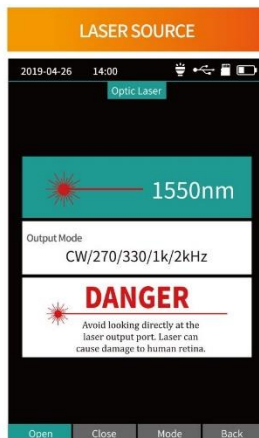 LASER SOURCE
2019-04-26 14:00
Optic Laser
1550nm
Output Mode
CW/270/330/1k/2kHz
DANGER
Avoid looking directly at the
laser output port. Laser can
cause damage to human retina.
Open Close Mode Back